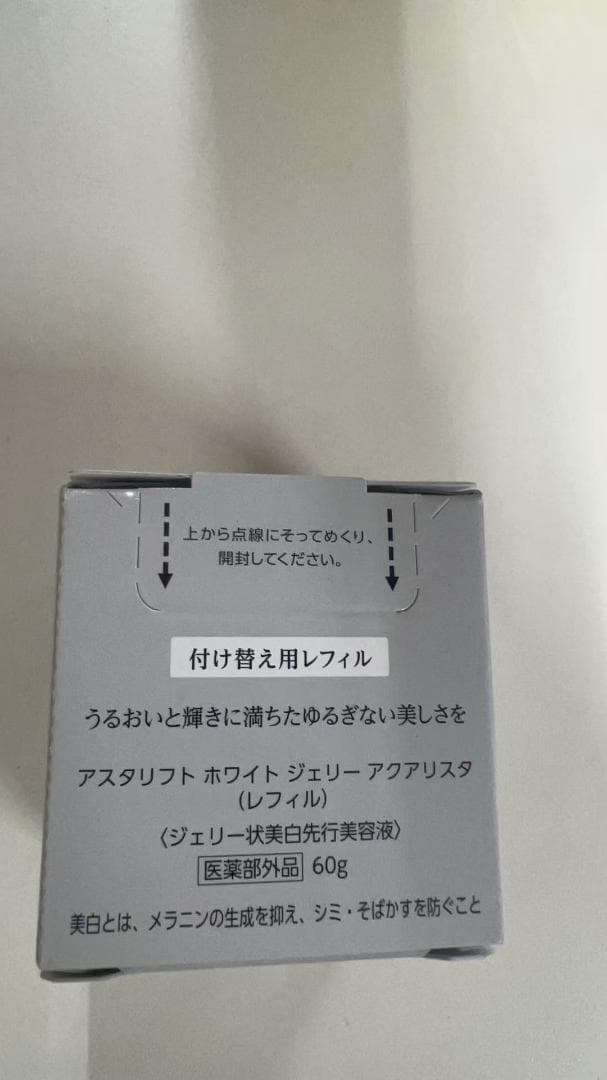 上から点線にそってめくり、
開封してください。
付け替え用レフィル
うるおいと輝きに満ちたゆるぎない美しさを
アスタリフト ホワイト ジェリー アクアリスタ
（レフィル）
〈ジェリー状美白先行美容液〉
医薬部外品 60g
美白とは、メラニンの生成を抑え、シミ・そばかすを防ぐこと